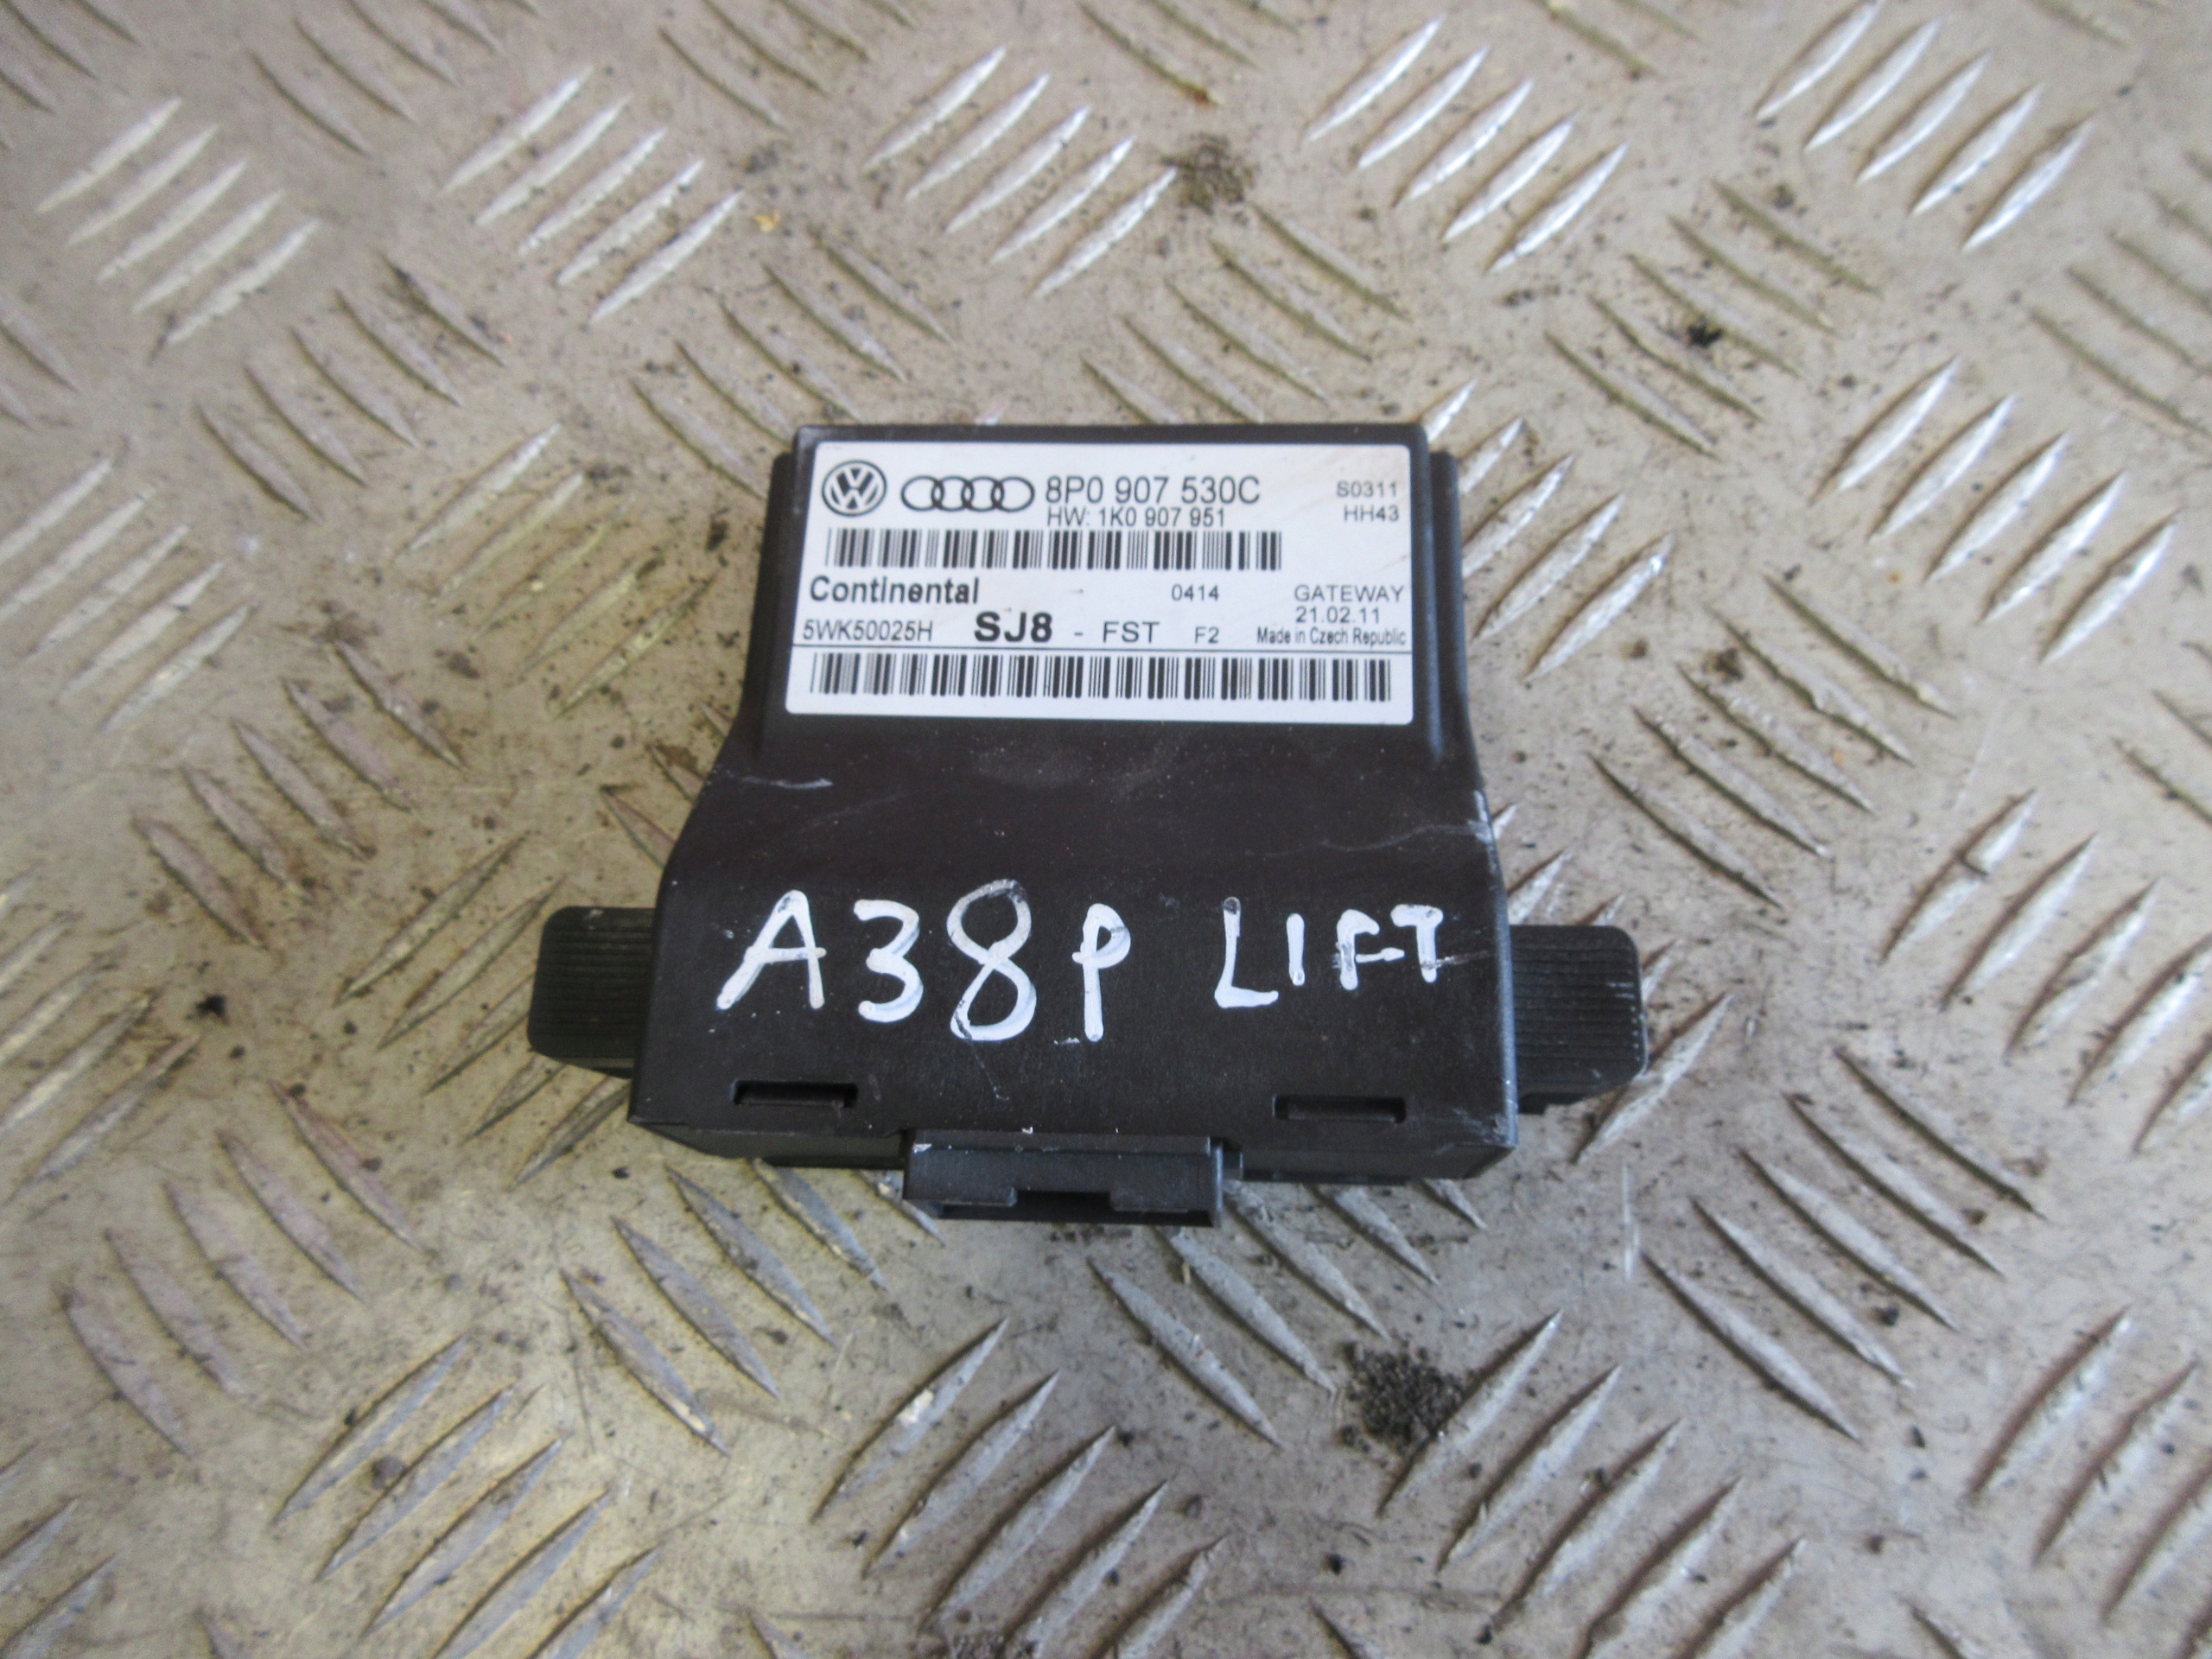 8P0 907 530C S0311
HW: 1K0 907 951 HH43
Continental - 0414 GATEWAY
21.02.11
5WK50025H SJ8 - FST F2 Made in Czech Republic
A38P LIFT